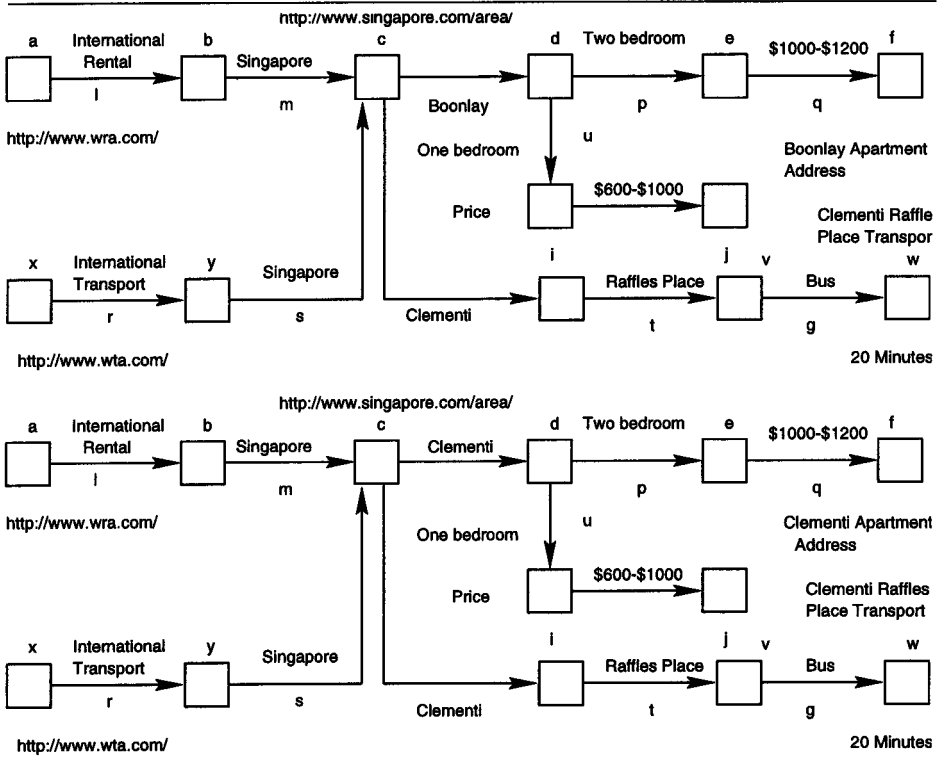 http://www.singapore.com/area/
a International Rental b Singapore c d Two bedroom e $1000-$1200 f
l m Boonlay p q
http://www.wra.com/
One bedroom u
Boonlay Apartment
Address
Price $600-$1000
Clementi Raffle
Place Transpor
x International Transport y Singapore i Raffles Place j v Bus w
r s Clementi t g
http://www.wta.com/
20 Minutes
http://www.singapore.com/area/
a International Rental b Singapore c Clementi d Two bedroom e $1000-$1200 f
l m p q
http://www.wra.com/
One bedroom u
Clementi Apartment
Address
Price $600-$1000
Clementi Raffles
Place Transport
x International Transport y Singapore i Raffles Place j v Bus w
r s Clementi t g
http://www.wta.com/
20 Minutes